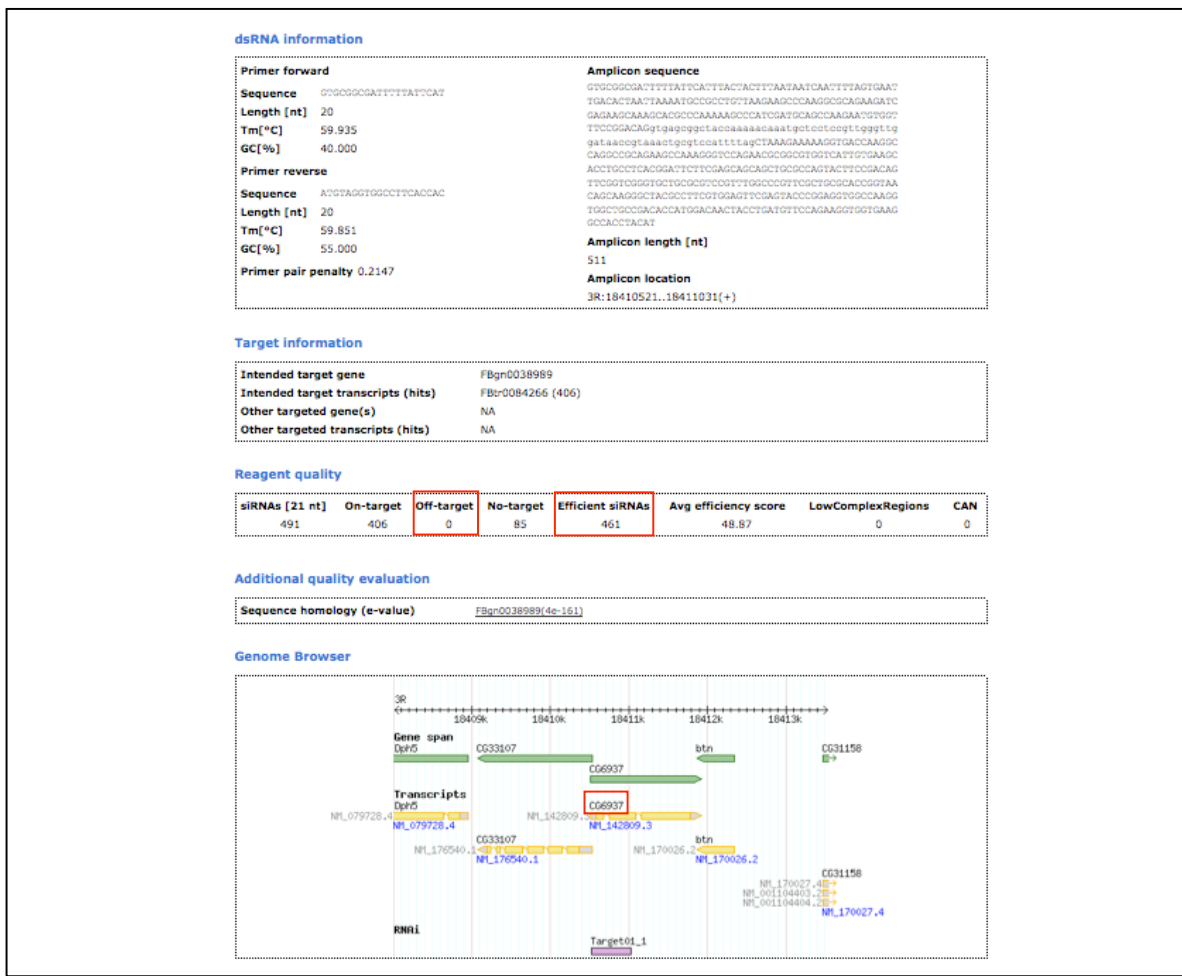 dsRNA information
Primer forward
Sequence GTGCGGCGATTTTTATTCAT
Length [nt] 20
Tm[°C] 59.935
GC[%] 40.000
Primer reverse
Sequence ATGTAGGTGGCCTTCACCAC
Length [nt] 20
Tm[°C] 59.851
GC[%] 55.000
Primer pair penalty 0.2147
Amplicon sequence
GTGCGGCGATTTTTATTCATTTACTACTTTAATAATCAATTTTAGTGAAT
TGACACTAATTAAAATGCCGCCTGTTAAGAAGCCCAAGGCGCAGAAGATC
GAGAAGCAAAGCACGCCCAAAAAGCCCATCGATGCAGCCAAGAATGTGGT
TTCCGGACAGgtgagcggctaccaaaaacaaatgctcctccgttgggttg
gataaccgtaaactgcgtccattttagCTAAAGAAAAAGGTGACCAAGGC
CAGGCCGCAGAAGCCAAAGGGTCCAGAACGCGGCGTGGTCATTGTGAAGC
ACCTGCCTCACGGATTCTTCGAGCAGCAGCTGCGCCAGTACTTCCGACAG
TTCGGTCGGGTGCTGCGCGTCCGTTTGGCCCGTTCGCTGCGCACCGGTAA
CAGCAAGGGCTACGCCTTCGTGGAGTTCGAGTACCCGGAGGTGGCCAAGG
TGGCTGCCGACACCATGGACAACTACCTGATGTTCCAGAAGGTGGTGAAG
GCCACCTACAT
Amplicon length [nt]
511
Amplicon location
3R:18410521..18411031(+)
Target information
Intended target gene FBgn0038989
Intended target transcripts (hits) FBtr0084266 (406)
Other targeted gene(s) NA
Other targeted transcripts (hits) NA
Reagent quality
siRNAs [21 nt] On-target Off-target No-target Efficient siRNAs Avg efficiency score LowComplexRegions CAN
491 406 0 85 461 48.87 0 0
Additional quality evaluation
Sequence homology (e-value) FBgn0038989(4e-161)
Genome Browser
3R
18409k 18410k 18411k 18412k 18413k
Gene span
Dph5 CG33107 btn CG31158
CG6937
Transcripts
Dph5 CG6937
NM_079728.4 NM_142809.3
NM_079728.4 NM_142809.3
CG33107 btn
NM_176540.1 NM_170026.2
NM_176540.1 NM_170026.2
CG31158
NM_170027.4
NM_001104403.2
NM_001104404.2
NM_170027.4
RNAi
Target01_1